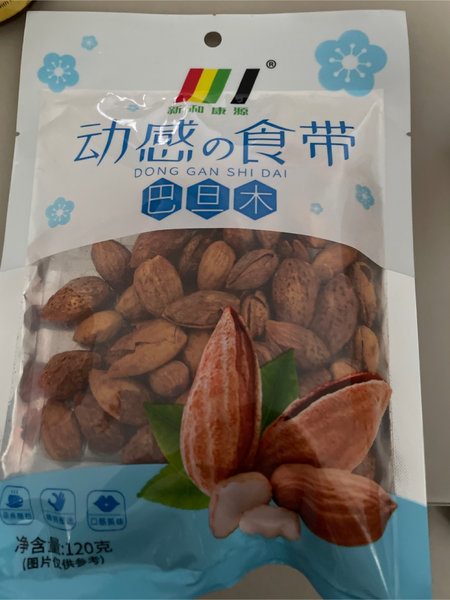 ®
新和康源
动感の食带
DONG GAN SHI DAI
巴旦木
净含量:120克
(图片仅供参考)